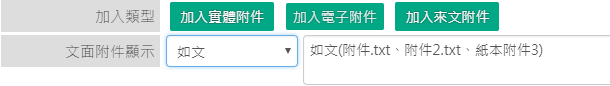 加入類型 加入實體附件 加入電子附件 加入來文附件
文面附件顯示 如文 如文(附件.txt、附件2.txt、紙本附件3)